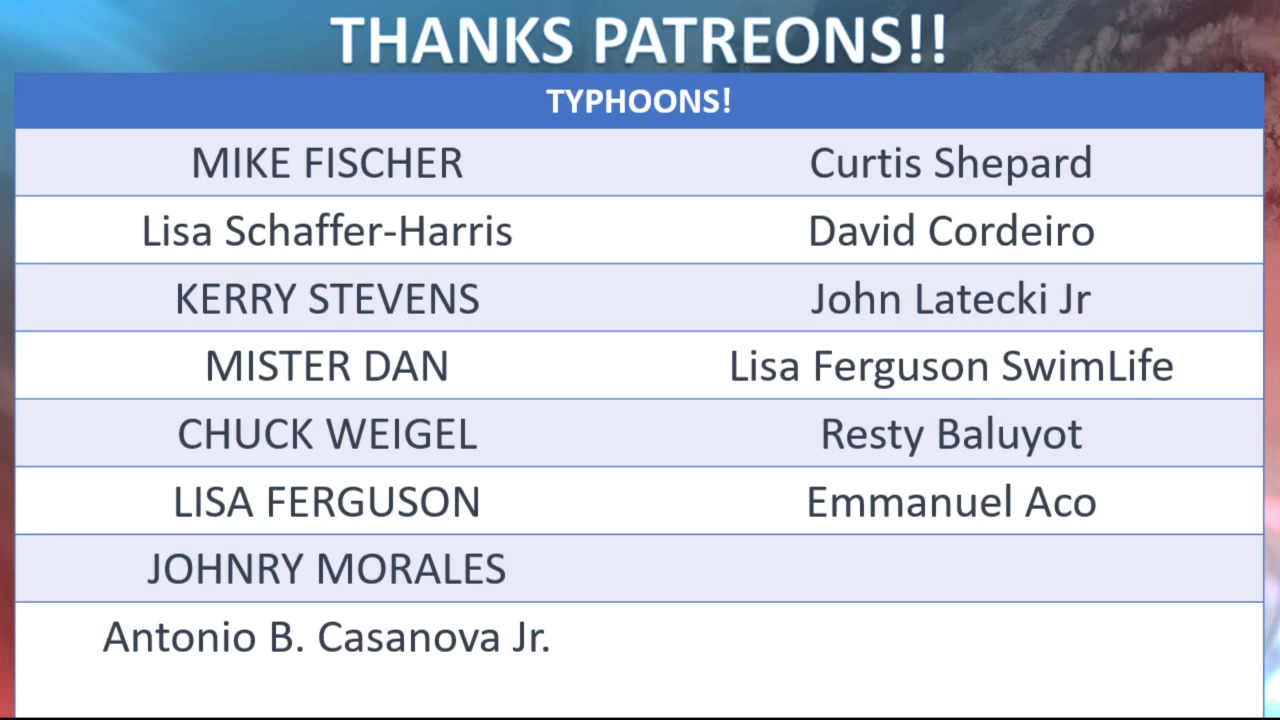 THANKS PATREONS!!
TYPHOONS!
MIKE FISCHER Curtis Shepard
Lisa Schaffer-Harris David Cordeiro
KERRY STEVENS John Latecki Jr
MISTER DAN Lisa Ferguson SwimLife
CHUCK WEIGEL Resty Baluyot
LISA FERGUSON Emmanuel Aco
JOHNRY MORALES
Antonio B. Casanova Jr.